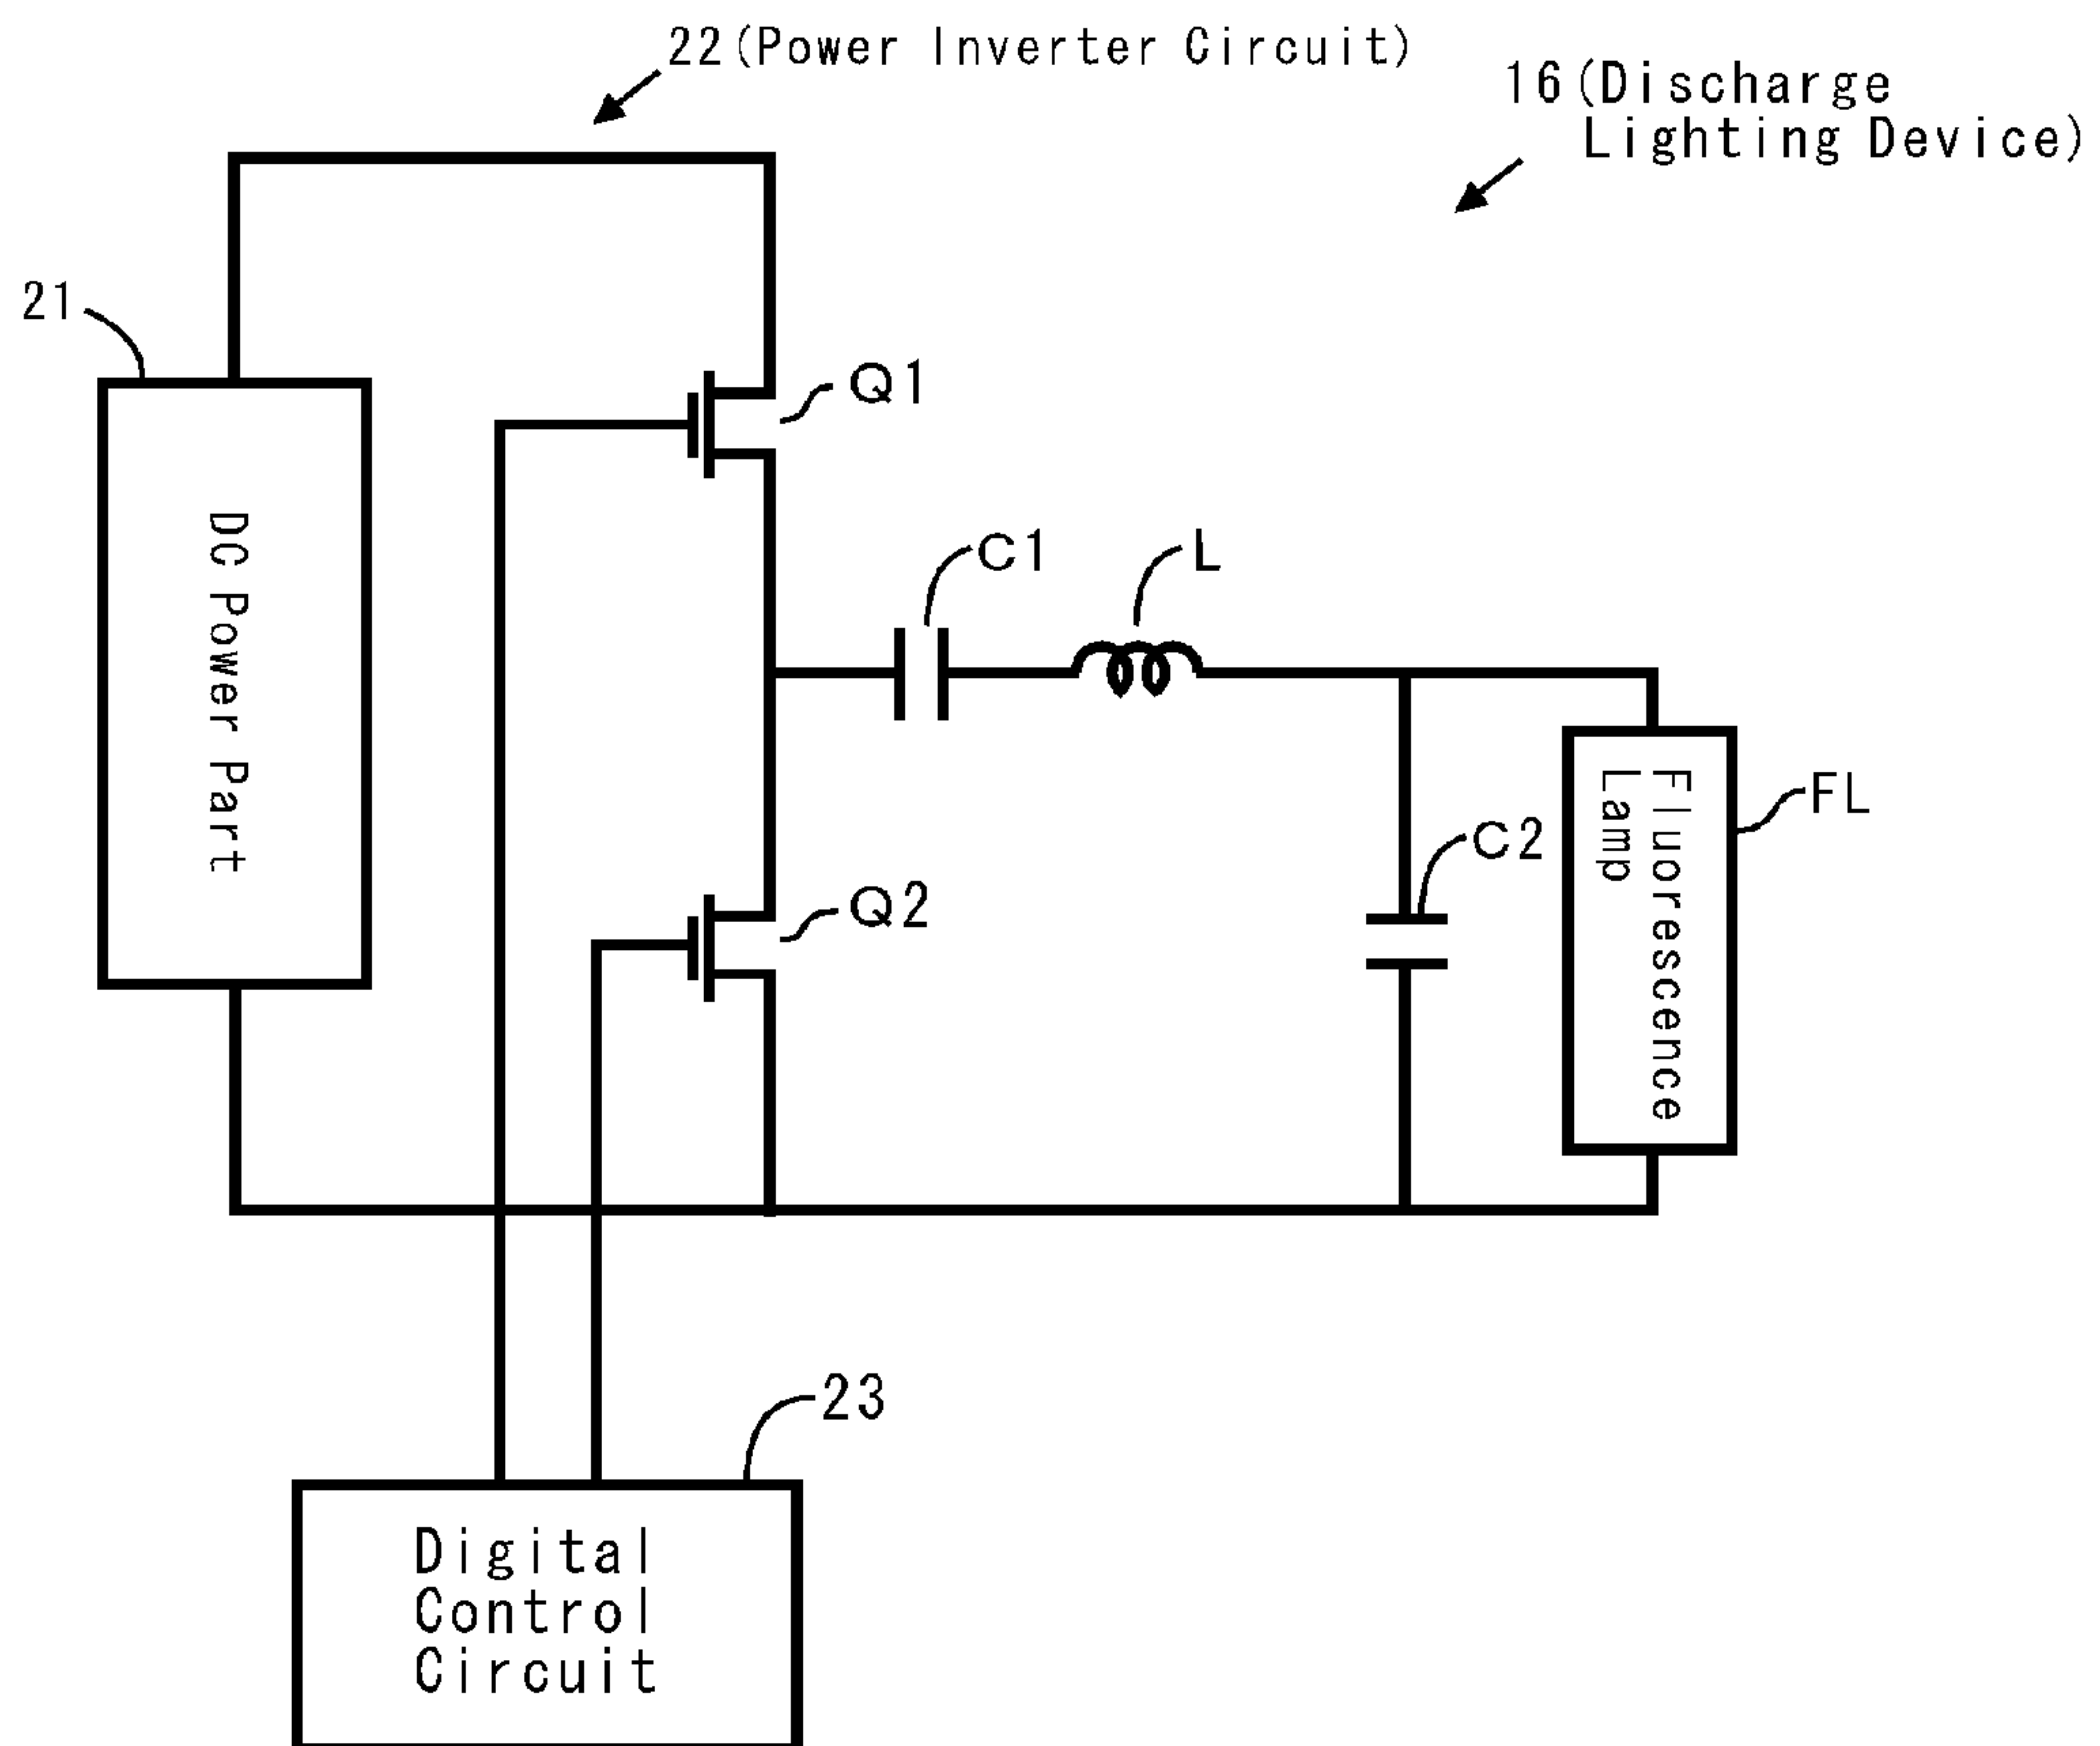 22(Power Inverter Circuit)
16(Discharge
Lighting Device)
21
Q1
DC Power Part
C1
L
Fluorescence
Lamp
FL
C2
Q2
23
Digital
Control
Circuit